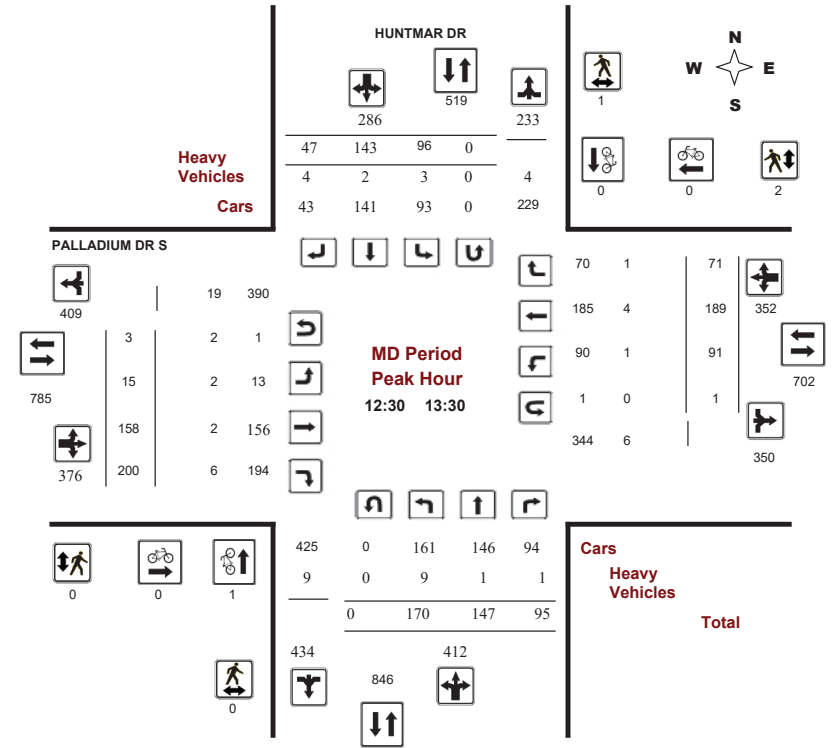 HUNTMAR DR
N
W E
S
519
1
286 233
47 143 96 0
Heavy
Vehicles
4 2 3 0 4
Cars
43 141 93 0 229
0 0 2
PALLADIUM DR S
409
19 390
70 1 71
352
185 4 189
3 2 1
MD Period
Peak Hour
12:30 13:30
90 1 91
702
785
15 2 13
1 0 1
158 2 156
344 6
350
376
200 6 194
425 0 161 146 94
Cars
9 0 9 1 1
Heavy
Vehicles
0 0 1
0 170 147 95
Total
434 412
846
0